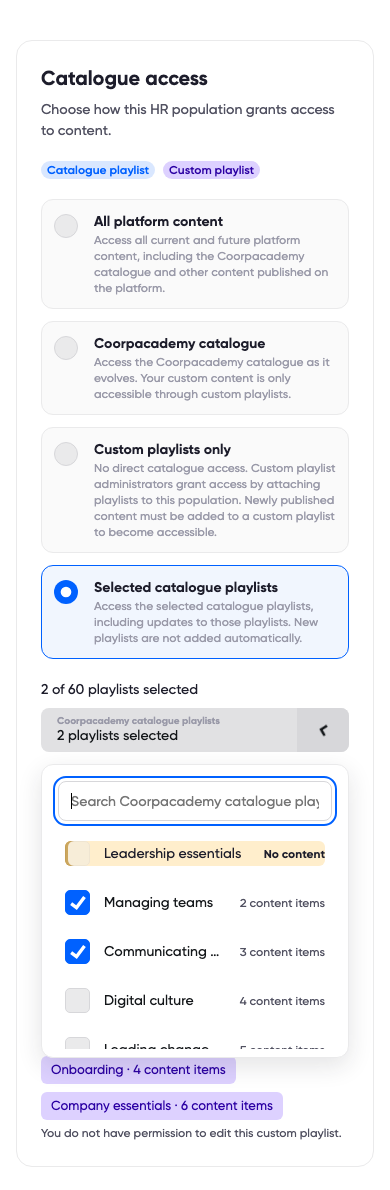 Catalogue access
Choose how this HR population grants access
to content.
Catalogue playlist
Custom playlist
All platform content
Access all current and future platform
content, including the Coorpacademy
catalogue and other content published on
the platform.
Coorpacademy catalogue
Access the Coorpacademy catalogue as it
evolves. Your custom content is only
accessible through custom playlists.
Custom playlists only
No direct catalogue access. Custom playlist
administrators grant access by attaching
playlists to this population. Newly published
content must be added to a custom playlist
to become accessible.
Selected catalogue playlists
Access the selected catalogue playlists,
including updates to those playlists. New
playlists are not added automatically.
2 of 60 playlists selected
Coorpacademy catalogue playlists
2 playlists selected
Search Coorpacademy catalogue play
Leadership essentials No content
Managing teams 2 content items
Communicating ... 3 content items
Digital culture 4 content items
Leading change 5 content items
Onboarding · 4 content items
Company essentials · 6 content items
You do not have permission to edit this custom playlist.